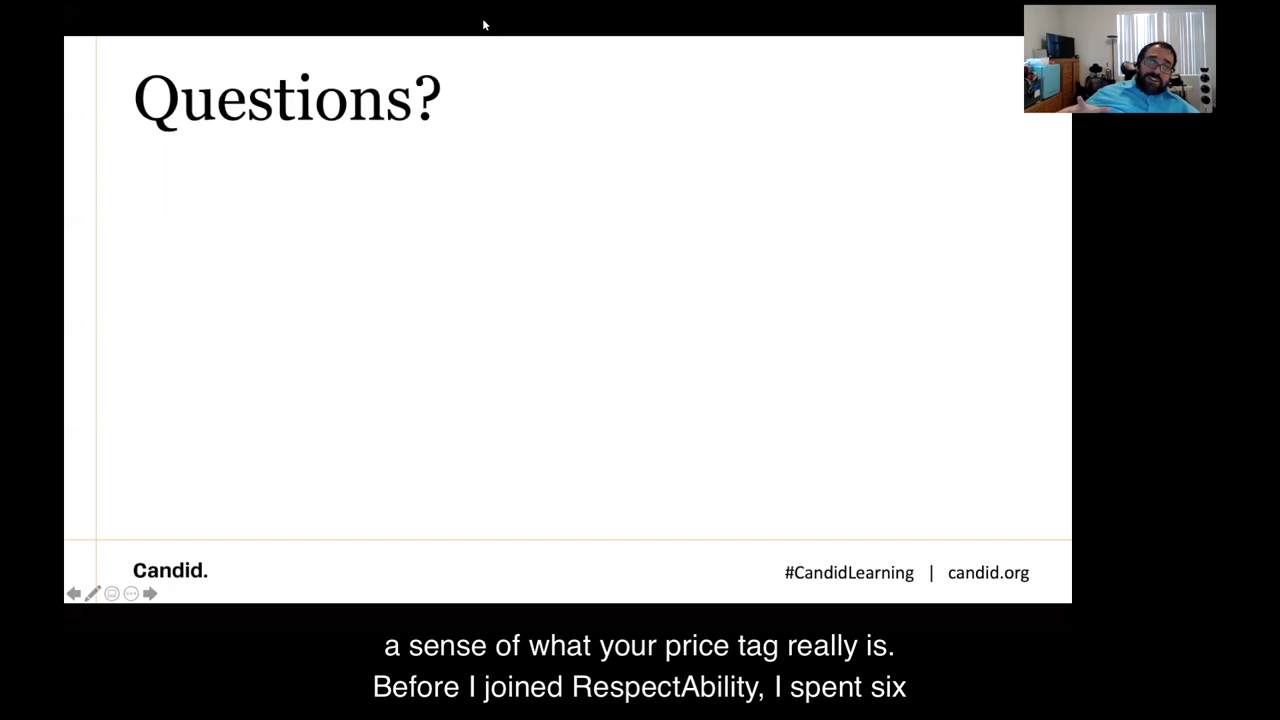 Questions?
Candid.
#CandidLearning | candid.org
a sense of what your price tag really is.
Before I joined RespectAbility, I spent six